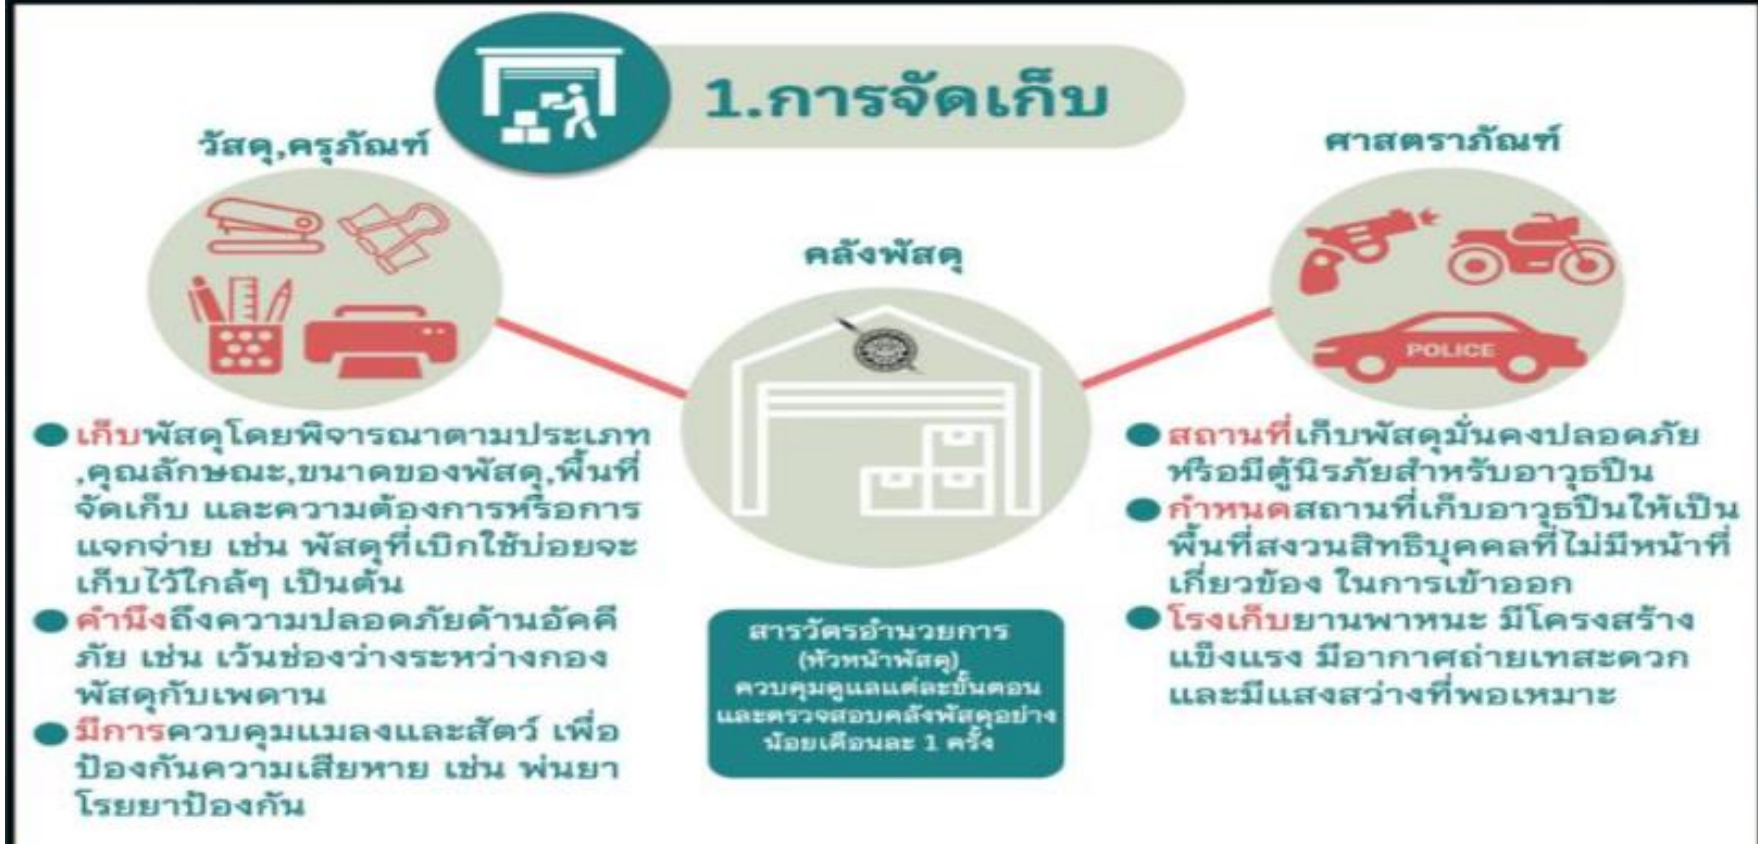 1.การจัดเก็บ
วัสดุ,ครุภัณฑ์
เก็บพัสดุโดยพิจารณาตามประเภท
,คุณลักษณะ,ขนาดของพัสดุ,พื้นที่
จัดเก็บ และความต้องการหรือการ
แจกจ่าย เช่น พัสดุที่เบิกใช้บ่อยจะ
เก็บไว้ใกล้ๆ เป็นต้น
คำนึงถึงความปลอดภัยด้านอัคคี
ภัย เช่น เว้นช่องว่างระหว่างกอง
พัสดุกับเพดาน
มีการควบคุมแมลงและสัตว์ เพื่อ
ป้องกันความเสียหาย เช่น พ่นยา
โรยยาป้องกัน
คลังพัสดุ
สารวัตรอำนวยการ
(หัวหน้าพัสดุ)
ควบคุมดูแลแต่ละขั้นตอน
และตรวจสอบคลังพัสดุอย่าง
น้อยเดือนละ 1 ครั้ง
ศาสตราภัณฑ์
POLICE
สถานที่เก็บพัสดุมั่นคงปลอดภัย
หรือมีตู้นิรภัยสำหรับอาวุธปืน
กำหนดสถานที่เก็บอาวุธปืนให้เป็น
พื้นที่สงวนสิทธิบุคคลที่ไม่มีหน้าที่
เกี่ยวข้อง ในการเข้าออก
โรงเก็บยานพาหนะ มีโครงสร้าง
แข็งแรง มีอากาศถ่ายเทสะดวก
และมีแสงสว่างที่พอเหมาะ